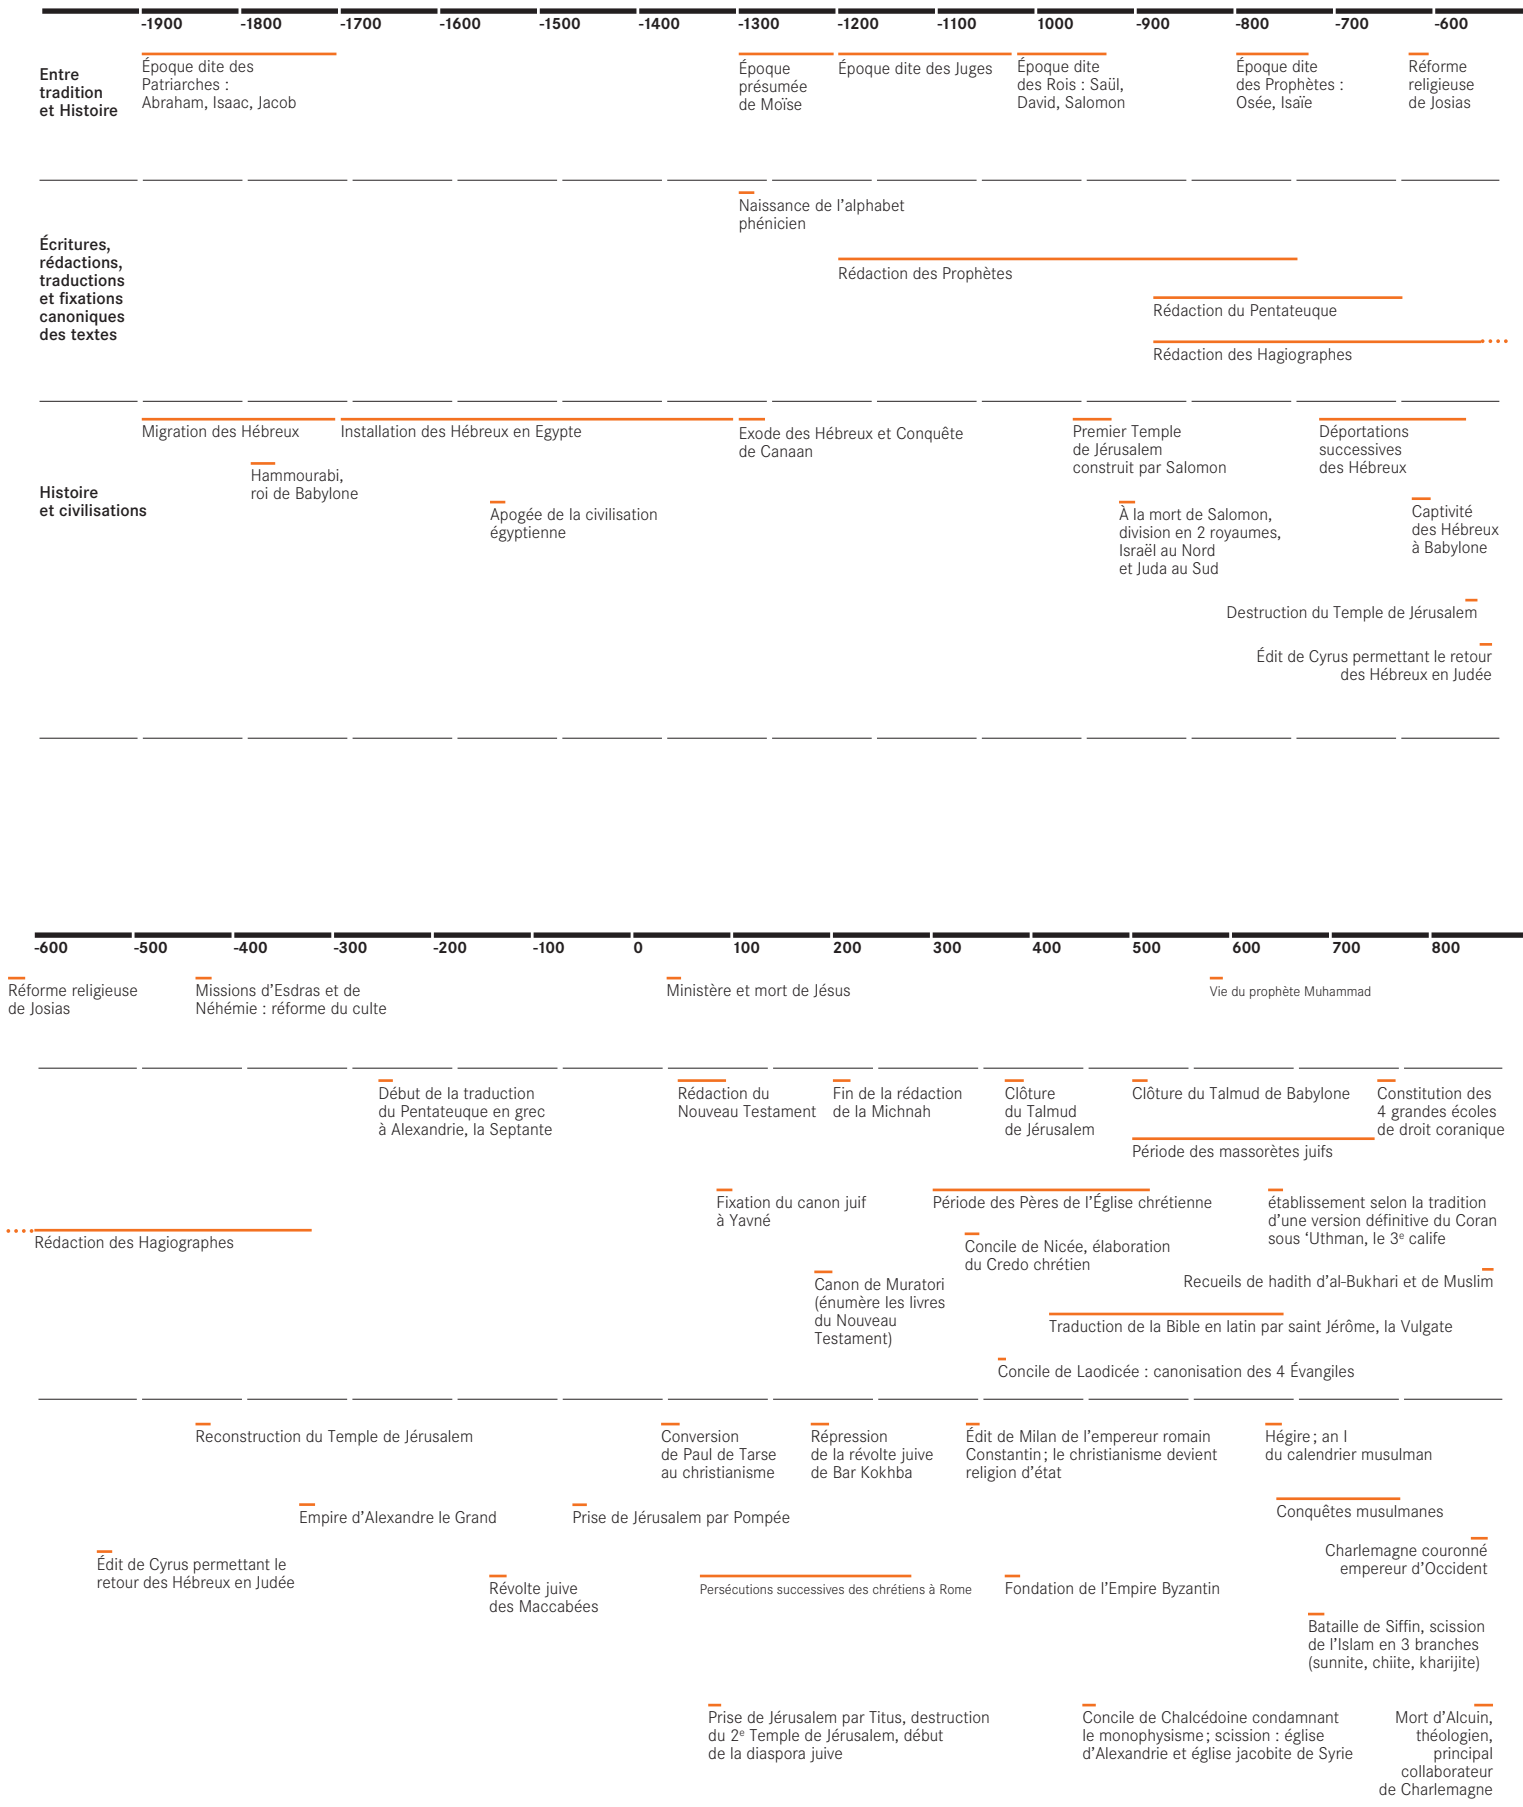 -1900 -1800 -1700 -1600 -1500 -1400 -1300 -1200 -1100 1000 -900 -800 -700 -600
Entre
tradition
et Histoire
Époque dite des
Patriarches :
Abraham, Isaac, Jacob
Époque
présumée
de Moïse
Époque dite des Juges
Époque dite
des Rois : Saül,
David, Salomon
Époque dite
des Prophètes :
Osée, Isaïe
Réforme
religieuse
de Josias
Écritures,
rédactions,
traductions
et fixations
canoniques
des textes
Naissance de l’alphabet
phénicien
Rédaction des Prophètes
Rédaction du Pentateuque
Rédaction des Hagiographes
Histoire
et civilisations
Migration des Hébreux
Installation des Hébreux en Egypte
Exode des Hébreux et Conquête
de Canaan
Premier Temple
de Jérusalem
construit par Salomon
Déportations
successives
des Hébreux
Hammourabi,
roi de Babylone
Apogée de la civilisation
égyptienne
À la mort de Salomon,
division en 2 royaumes,
Israël au Nord
et Juda au Sud
Captivité
des Hébreux
à Babylone
Destruction du Temple de Jérusalem
Édit de Cyrus permettant le retour
des Hébreux en Judée
-600 -500 -400 -300 -200 -100 0 100 200 300 400 500 600 700 800
Réforme religieuse
de Josias
Missions d’Esdras et de
Néhémie : réforme du culte
Ministère et mort de Jésus
Vie du prophète Muhammad
Début de la traduction
du Pentateuque en grec
à Alexandrie, la Septante
Rédaction du
Nouveau Testament
Fin de la rédaction
de la Michnah
Clôture
du Talmud
de Jérusalem
Clôture du Talmud de Babylone
Constitution des
4 grandes écoles
de droit coranique
Période des massorètes juifs
Fixation du canon juif
à Yavné
Période des Pères de l’Église chrétienne
établissement selon la tradition
d’une version définitive du Coran
sous ‘Uthman, le 3e calife
Rédaction des Hagiographes
Concile de Nicée, élaboration
du Credo chrétien
Canon de Muratori
(énumère les livres
du Nouveau
Testament)
Recueils de hadith d’al-Bukhari et de Muslim
Traduction de la Bible en latin par saint Jérôme, la Vulgate
Concile de Laodicée : canonisation des 4 Évangiles
Reconstruction du Temple de Jérusalem
Conversion
de Paul de Tarse
au christianisme
Répression
de la révolte juive
de Bar Kokhba
Édit de Milan de l’empereur romain
Constantin ; le christianisme devient
religion d’état
Hégire ; an I
du calendrier musulman
Empire d’Alexandre le Grand
Prise de Jérusalem par Pompée
Conquêtes musulmanes
Édit de Cyrus permettant le
retour des Hébreux en Judée
Charlemagne couronné
empereur d’Occident
Révolte juive
des Maccabées
Persécutions successives des chrétiens à Rome
Fondation de l’Empire Byzantin
Bataille de Siffin, scission
de l’Islam en 3 branches
(sunnite, chiite, kharijite)
Prise de Jérusalem par Titus, destruction
du 2e Temple de Jérusalem, début
de la diaspora juive
Concile de Chalcédoine condamnant
le monophysisme ; scission : église
d’Alexandrie et église jacobite de Syrie
Mort d’Alcuin,
théologien,
principal
collaborateur
de Charlemagne